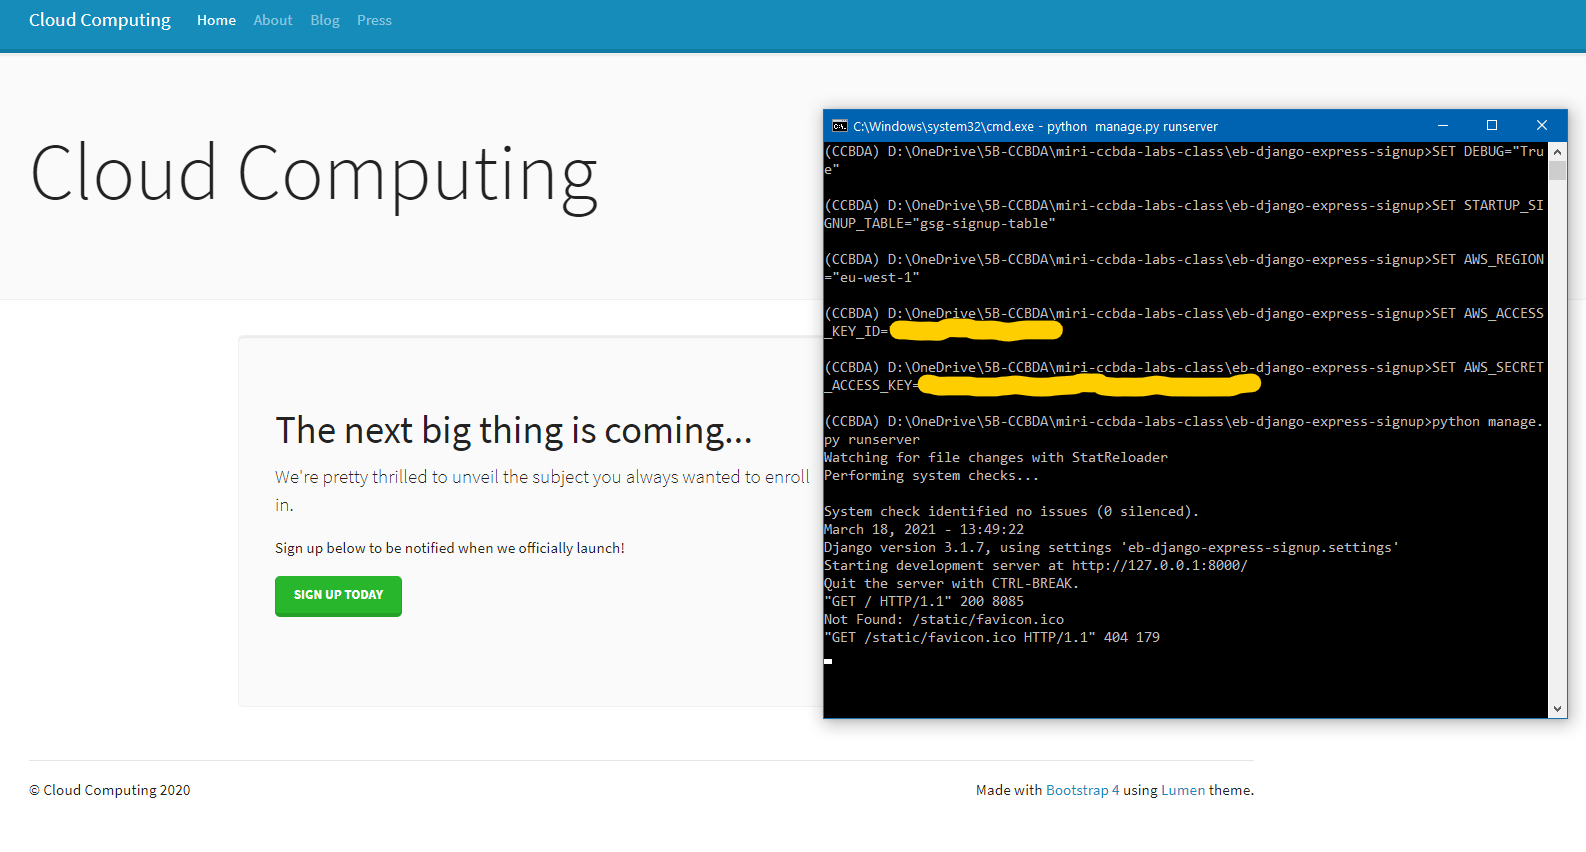 Cloud Computing Home About Blog Press
Cloud Computing
The next big thing is coming...
We're pretty thrilled to unveil the subject you always wanted to enroll
in.
Sign up below to be notified when we officially launch!
SIGN UP TODAY
C:\Windows\system32\cmd.exe - python  manage.py runserver
(CCBDA) D:\OneDrive\5B-CCBDA\miri-ccbda-labs-class\eb-django-express-signup>SET DEBUG="Tru
e"
(CCBDA) D:\OneDrive\5B-CCBDA\miri-ccbda-labs-class\eb-django-express-signup>SET STARTUP_SI
GNUP_TABLE="gsg-signup-table"
(CCBDA) D:\OneDrive\5B-CCBDA\miri-ccbda-labs-class\eb-django-express-signup>SET AWS_REGION
="eu-west-1"
(CCBDA) D:\OneDrive\5B-CCBDA\miri-ccbda-labs-class\eb-django-express-signup>SET AWS_ACCESS
_KEY_ID=
(CCBDA) D:\OneDrive\5B-CCBDA\miri-ccbda-labs-class\eb-django-express-signup>SET AWS_SECRET
_ACCESS_KEY=
(CCBDA) D:\OneDrive\5B-CCBDA\miri-ccbda-labs-class\eb-django-express-signup>python manage.
py runserver
Watching for file changes with StatReloader
Performing system checks...
System check identified no issues (0 silenced).
March 18, 2021 - 13:49:22
Django version 3.1.7, using settings 'eb-django-express-signup.settings'
Starting development server at http://127.0.0.1:8000/
Quit the server with CTRL-BREAK.
"GET / HTTP/1.1" 200 8085
Not Found: /static/favicon.ico
"GET /static/favicon.ico HTTP/1.1" 404 179
© Cloud Computing 2020
Made with Bootstrap 4 using Lumen theme.